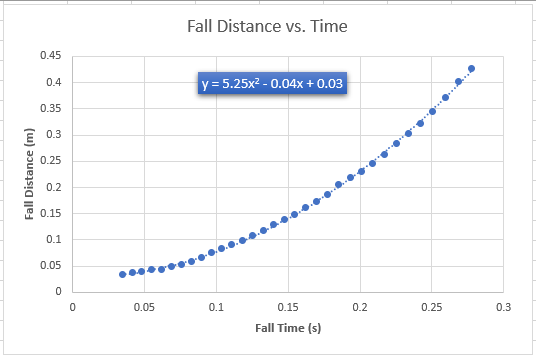 Fall Distance vs. Time
y = 5.25x² - 0.04x + 0.03
Fall Distance (m)
0.45
0.4
0.35
0.3
0.25
0.2
0.15
0.1
0.05
0
0 0.05 0.1 0.15 0.2 0.25 0.3
Fall Time (s)